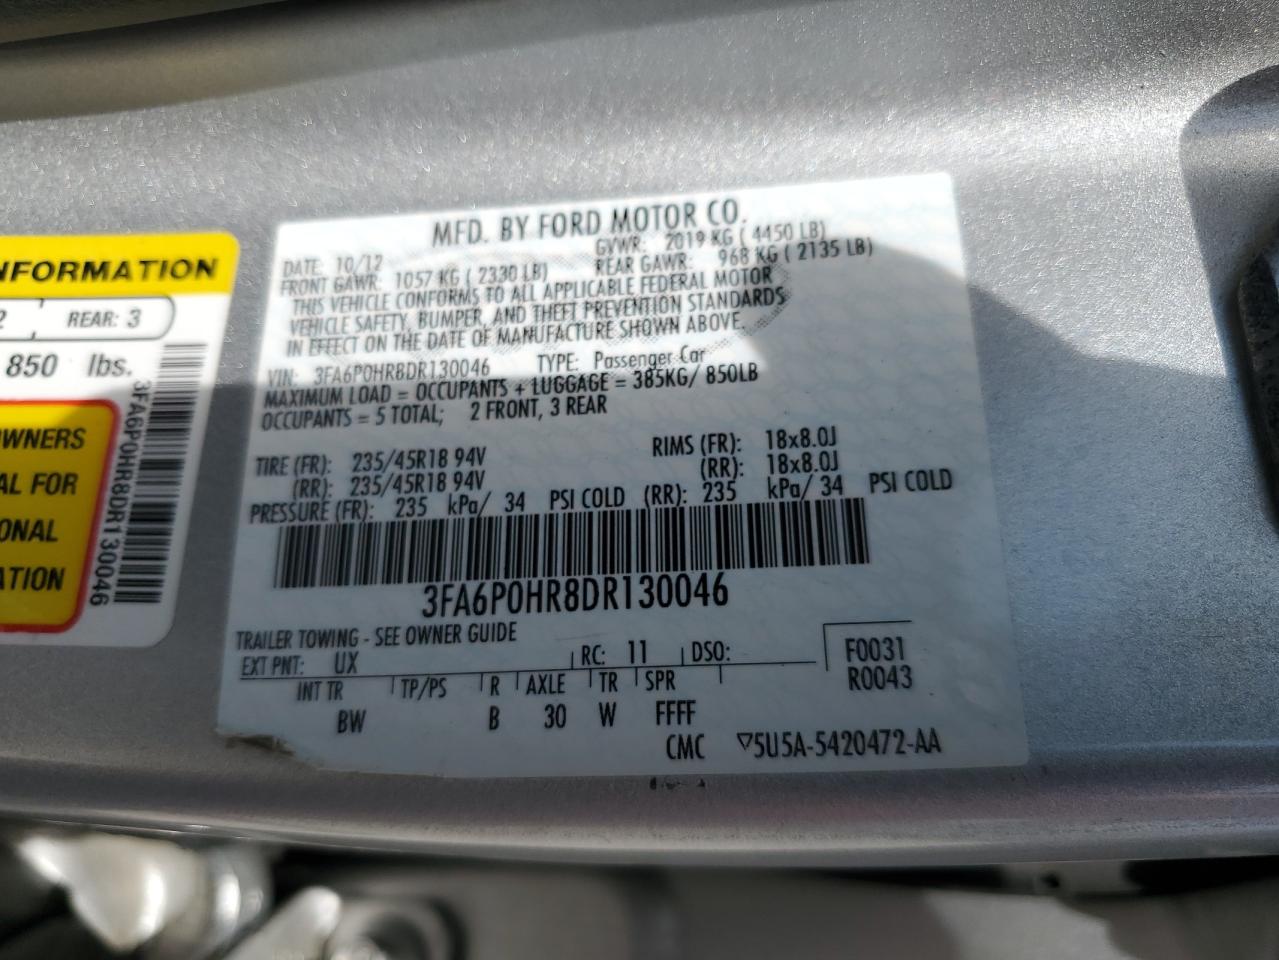 NFORMATION
2 REAR: 3
850 lbs.
WNERS
AL FOR
ONAL
ATION
3FA6P0HR8DR130046
MFD. BY FORD MOTOR CO.
DATE: 10/12 GVWR: 2019 KG ( 4450 LB)
FRONT GAWR: 1057 KG ( 2330 LB) REAR GAWR: 968 KG ( 2135 LB)
THIS VEHICLE CONFORMS TO ALL APPLICABLE FEDERAL MOTOR
VEHICLE SAFETY, BUMPER, AND THEFT PREVENTION STANDARDS
IN EFFECT ON THE DATE OF MANUFACTURE SHOWN ABOVE.
VIN: 3FA6P0HR8DR130046 TYPE: Passenger Car
MAXIMUM LOAD = OCCUPANTS + LUGGAGE = 385KG/ 850LB
OCCUPANTS = 5 TOTAL; 2 FRONT, 3 REAR
TIRE (FR): 235/45R18 94V RIMS (FR): 18x8.0J
(RR): 235/45R18 94V (RR): 18x8.0J
PRESSURE (FR): 235 kPa/ 34 PSI COLD (RR): 235 kPa/ 34 PSI COLD
3FA6P0HR8DR130046
TRAILER TOWING - SEE OWNER GUIDE
EXT PNT: UX RC: 11 DSO: F0031
INT TR TP/PS R AXLE TR SPR R0043
BW B 30 W FFFF
CMC ▽5U5A-5420472-AA